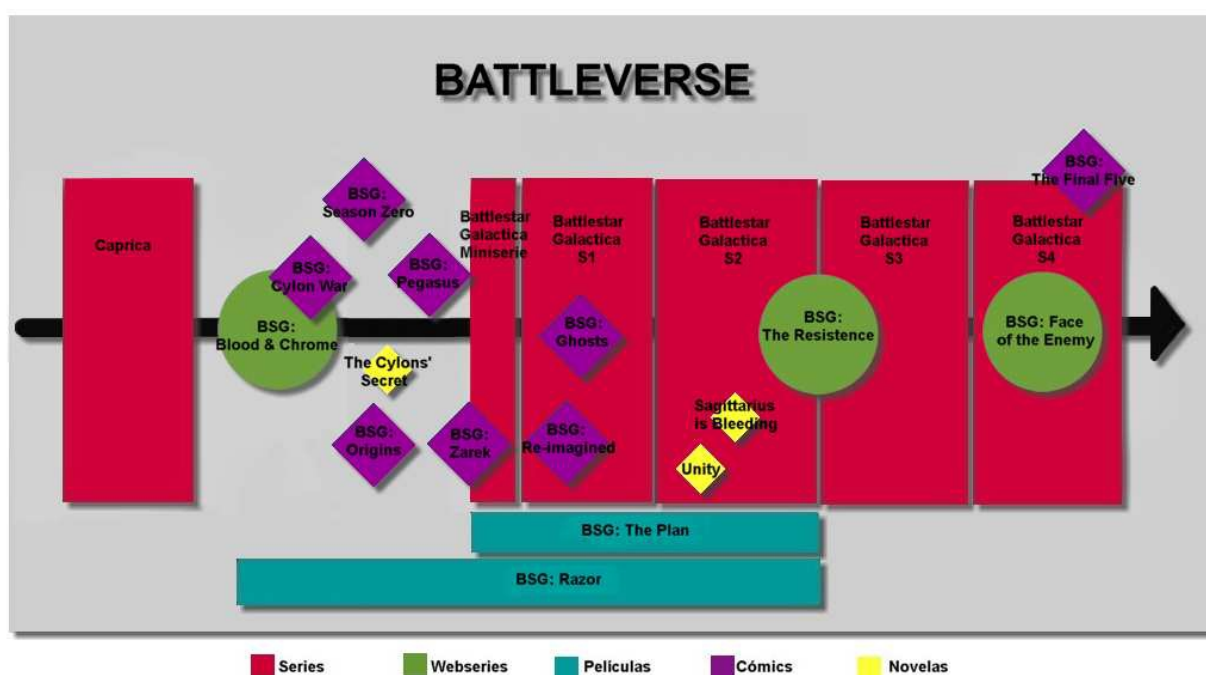 BATTLEVERSE
Caprica
BSG:
Season Zero
BSG:
Cylon War
BSG:
Pegasus
BSG:
Blood & Chrome
The Cylons'
Secret
BSG:
Origins
BSG:
Zarek
Battlestar
Galactica
Miniserie
Battlestar
Galactica
S1
BSG:
Ghosts
BSG:
Re-imagined
Battlestar
Galactica
S2
Sagittarius
is Bleeding
Unity
BSG:
The Resistence
Battlestar
Galactica
S3
Battlestar
Galactica
S4
BSG:
The Final Five
BSG: Face
of the Enemy
BSG: The Plan
BSG: Razor
Series
Webseries
Películas
Cómics
Novelas